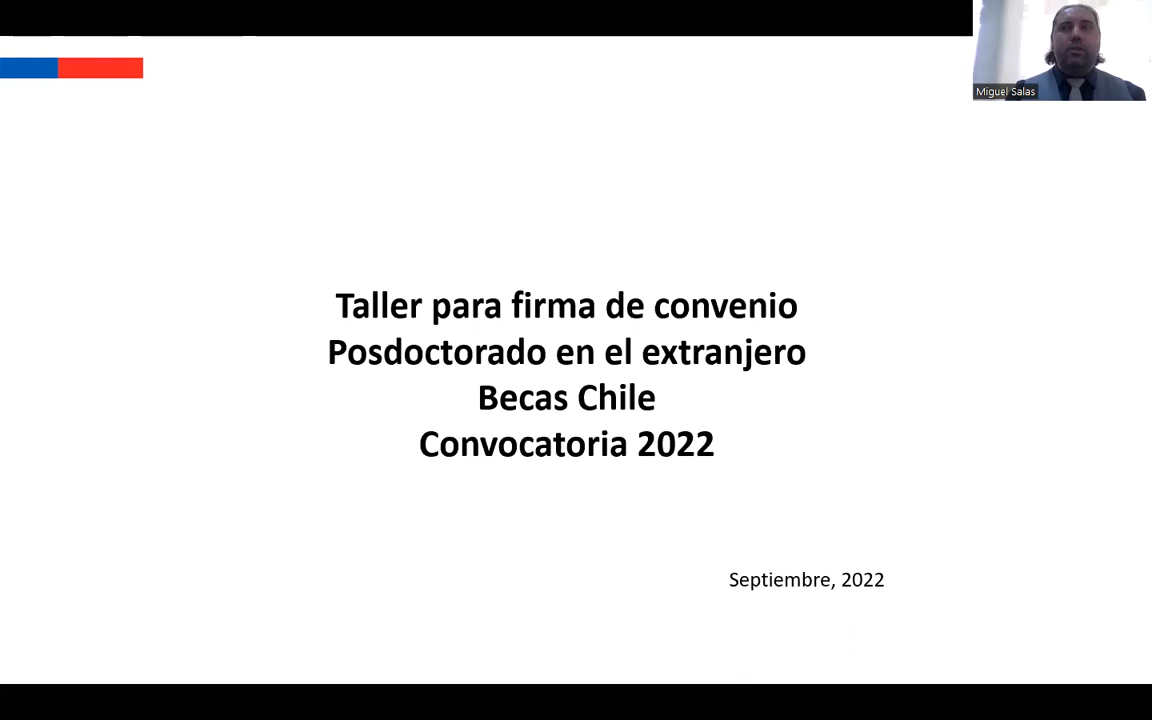 Miguel Salas
Taller para firma de convenio
Posdoctorado en el extranjero
Becas Chile
Convocatoria 2022
Septiembre, 2022